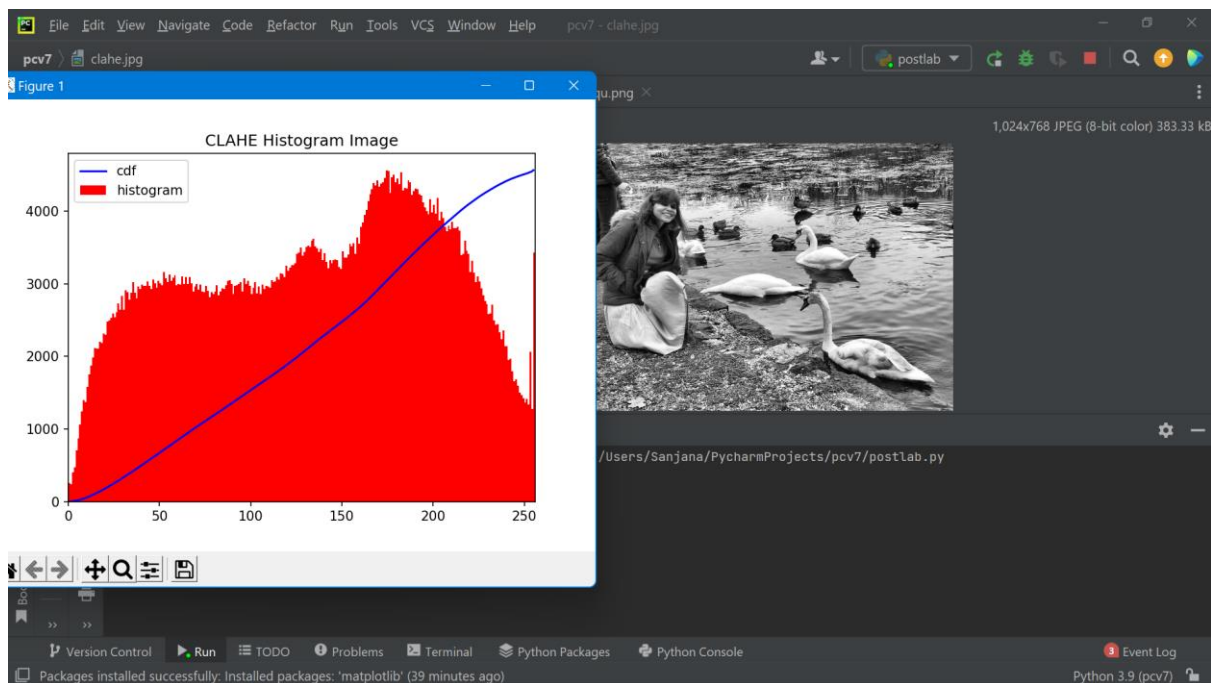 File Edit View Navigate Code Refactor Run Tools VCS Window Help pcv7 - clahe.jpg
pcv7 clahe.jpg postlab
Figure 1
qu.png
1,024x768 JPEG (8-bit color) 383.33 kB
CLAHE Histogram Image
cdf
histogram
4000
3000
2000
1000
0
0 50 100 150 200 250
/Users/Sanjana/PycharmProjects/pcv7/postlab.py
Version Control Run TODO Problems Terminal Python Packages Python Console 3 Event Log
Packages installed successfully: Installed packages: 'matplotlib' (39 minutes ago) Python 3.9 (pcv7)